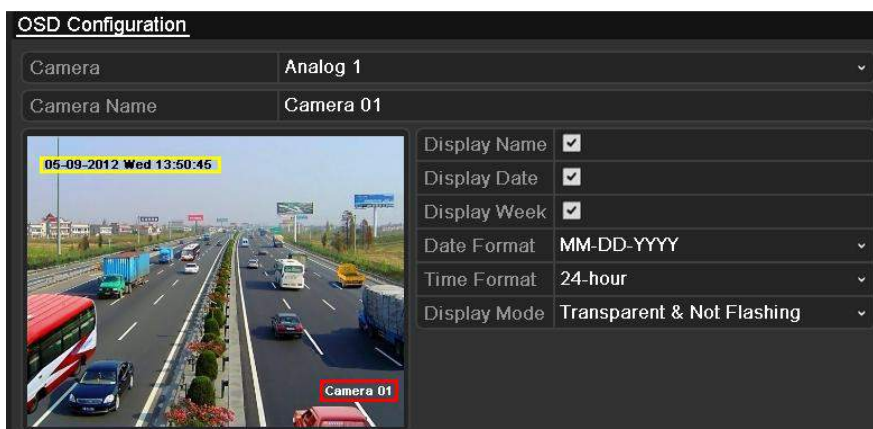 OSD Configuration
Camera Analog 1
Camera Name Camera 01
05-09-2012 Wed 13:50:45
Camera 01
Display Name
Display Date
Display Week
Date Format MM-DD-YYYY
Time Format 24-hour
Display Mode Transparent & Not Flashing